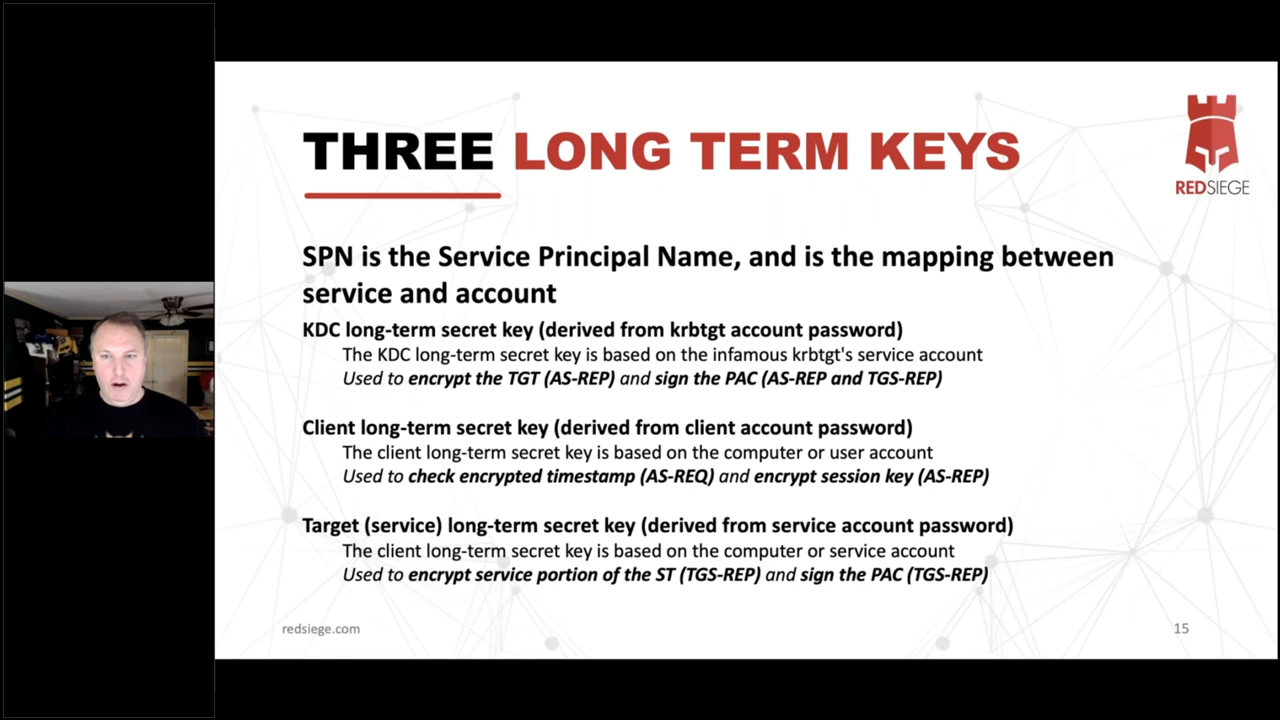 THREE LONG TERM KEYS
REDSIEGE
SPN is the Service Principal Name, and is the mapping between
service and account
KDC long-term secret key (derived from krbtgt account password)
The KDC long-term secret key is based on the infamous krbtgt's service account
Used to encrypt the TGT (AS-REP) and sign the PAC (AS-REP and TGS-REP)
Client long-term secret key (derived from client account password)
The client long-term secret key is based on the computer or user account
Used to check encrypted timestamp (AS-REQ) and encrypt session key (AS-REP)
Target (service) long-term secret key (derived from service account password)
The client long-term secret key is based on the computer or service account
Used to encrypt service portion of the ST (TGS-REP) and sign the PAC (TGS-REP)
redsiege.com
15